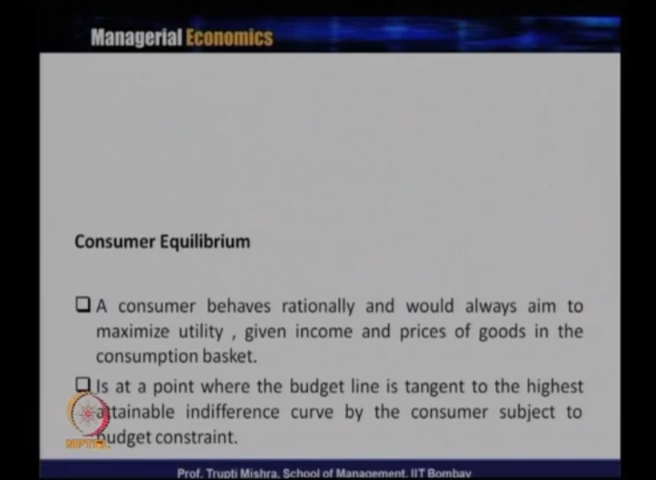 Managerial Economics
Consumer Equilibrium
A consumer behaves rationally and would always aim to
maximize utility , given income and prices of goods in the
consumption basket.
Is at a point where the budget line is tangent to the highest
attainable indifference curve by the consumer subject to
budget constraint.
NPTEL
Prof. Trupti Mishra, School of Management, IIT Bombay